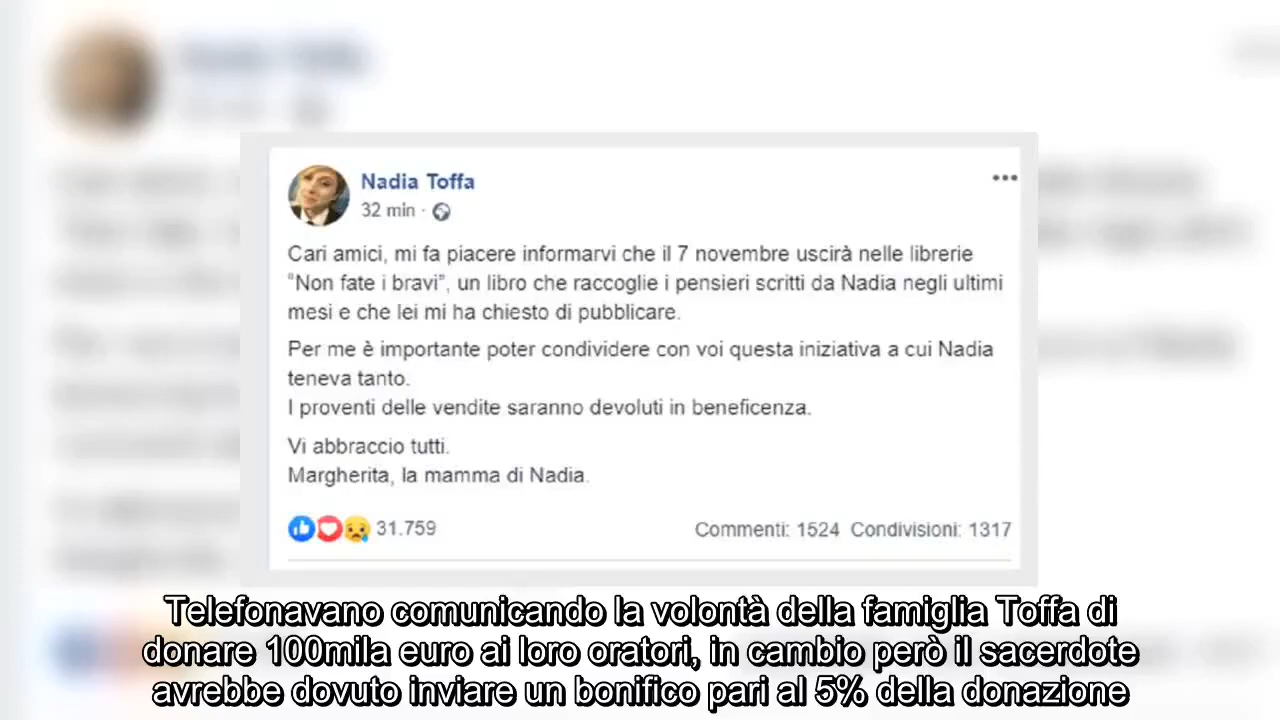 Nadia Toffa
32 min ·
Cari amici, mi fa piacere informarvi che il 7 novembre uscirà nelle librerie
“Non fate i bravi”, un libro che raccoglie i pensieri scritti da Nadia negli ultimi
mesi e che lei mi ha chiesto di pubblicare.
Per me è importante poter condividere con voi questa iniziativa a cui Nadia
teneva tanto.
I proventi delle vendite saranno devoluti in beneficenza.
Vi abbraccio tutti.
Margherita, la mamma di Nadia.
31.759 Commenti: 1524 Condivisioni: 1317
Telefonavano comunicando la volontà della famiglia Toffa di
donare 100mila euro ai loro oratori, in cambio però il sacerdote
avrebbe dovuto inviare un bonifico pari al 5% della donazione